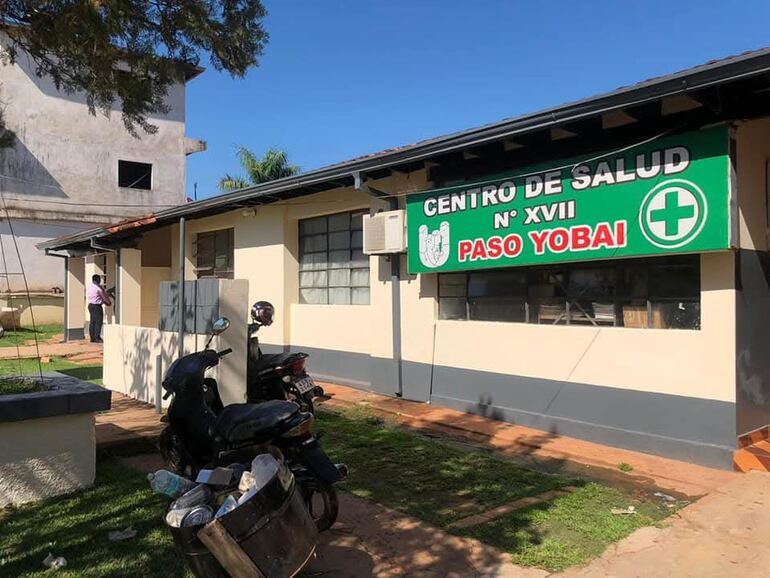 CENTRO DE SALUD
N° XVII
PASO YOBAI